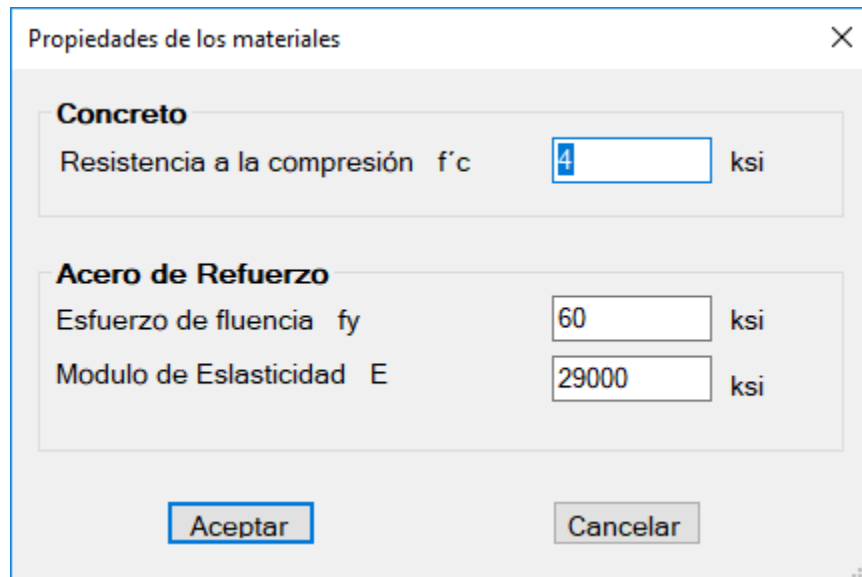 Propiedades de los materiales
Concreto
Resistencia a la compresión f´c 4 ksi
Acero de Refuerzo
Esfuerzo de fluencia fy 60 ksi
Modulo de Eslasticidad E 29000 ksi
Aceptar Cancelar